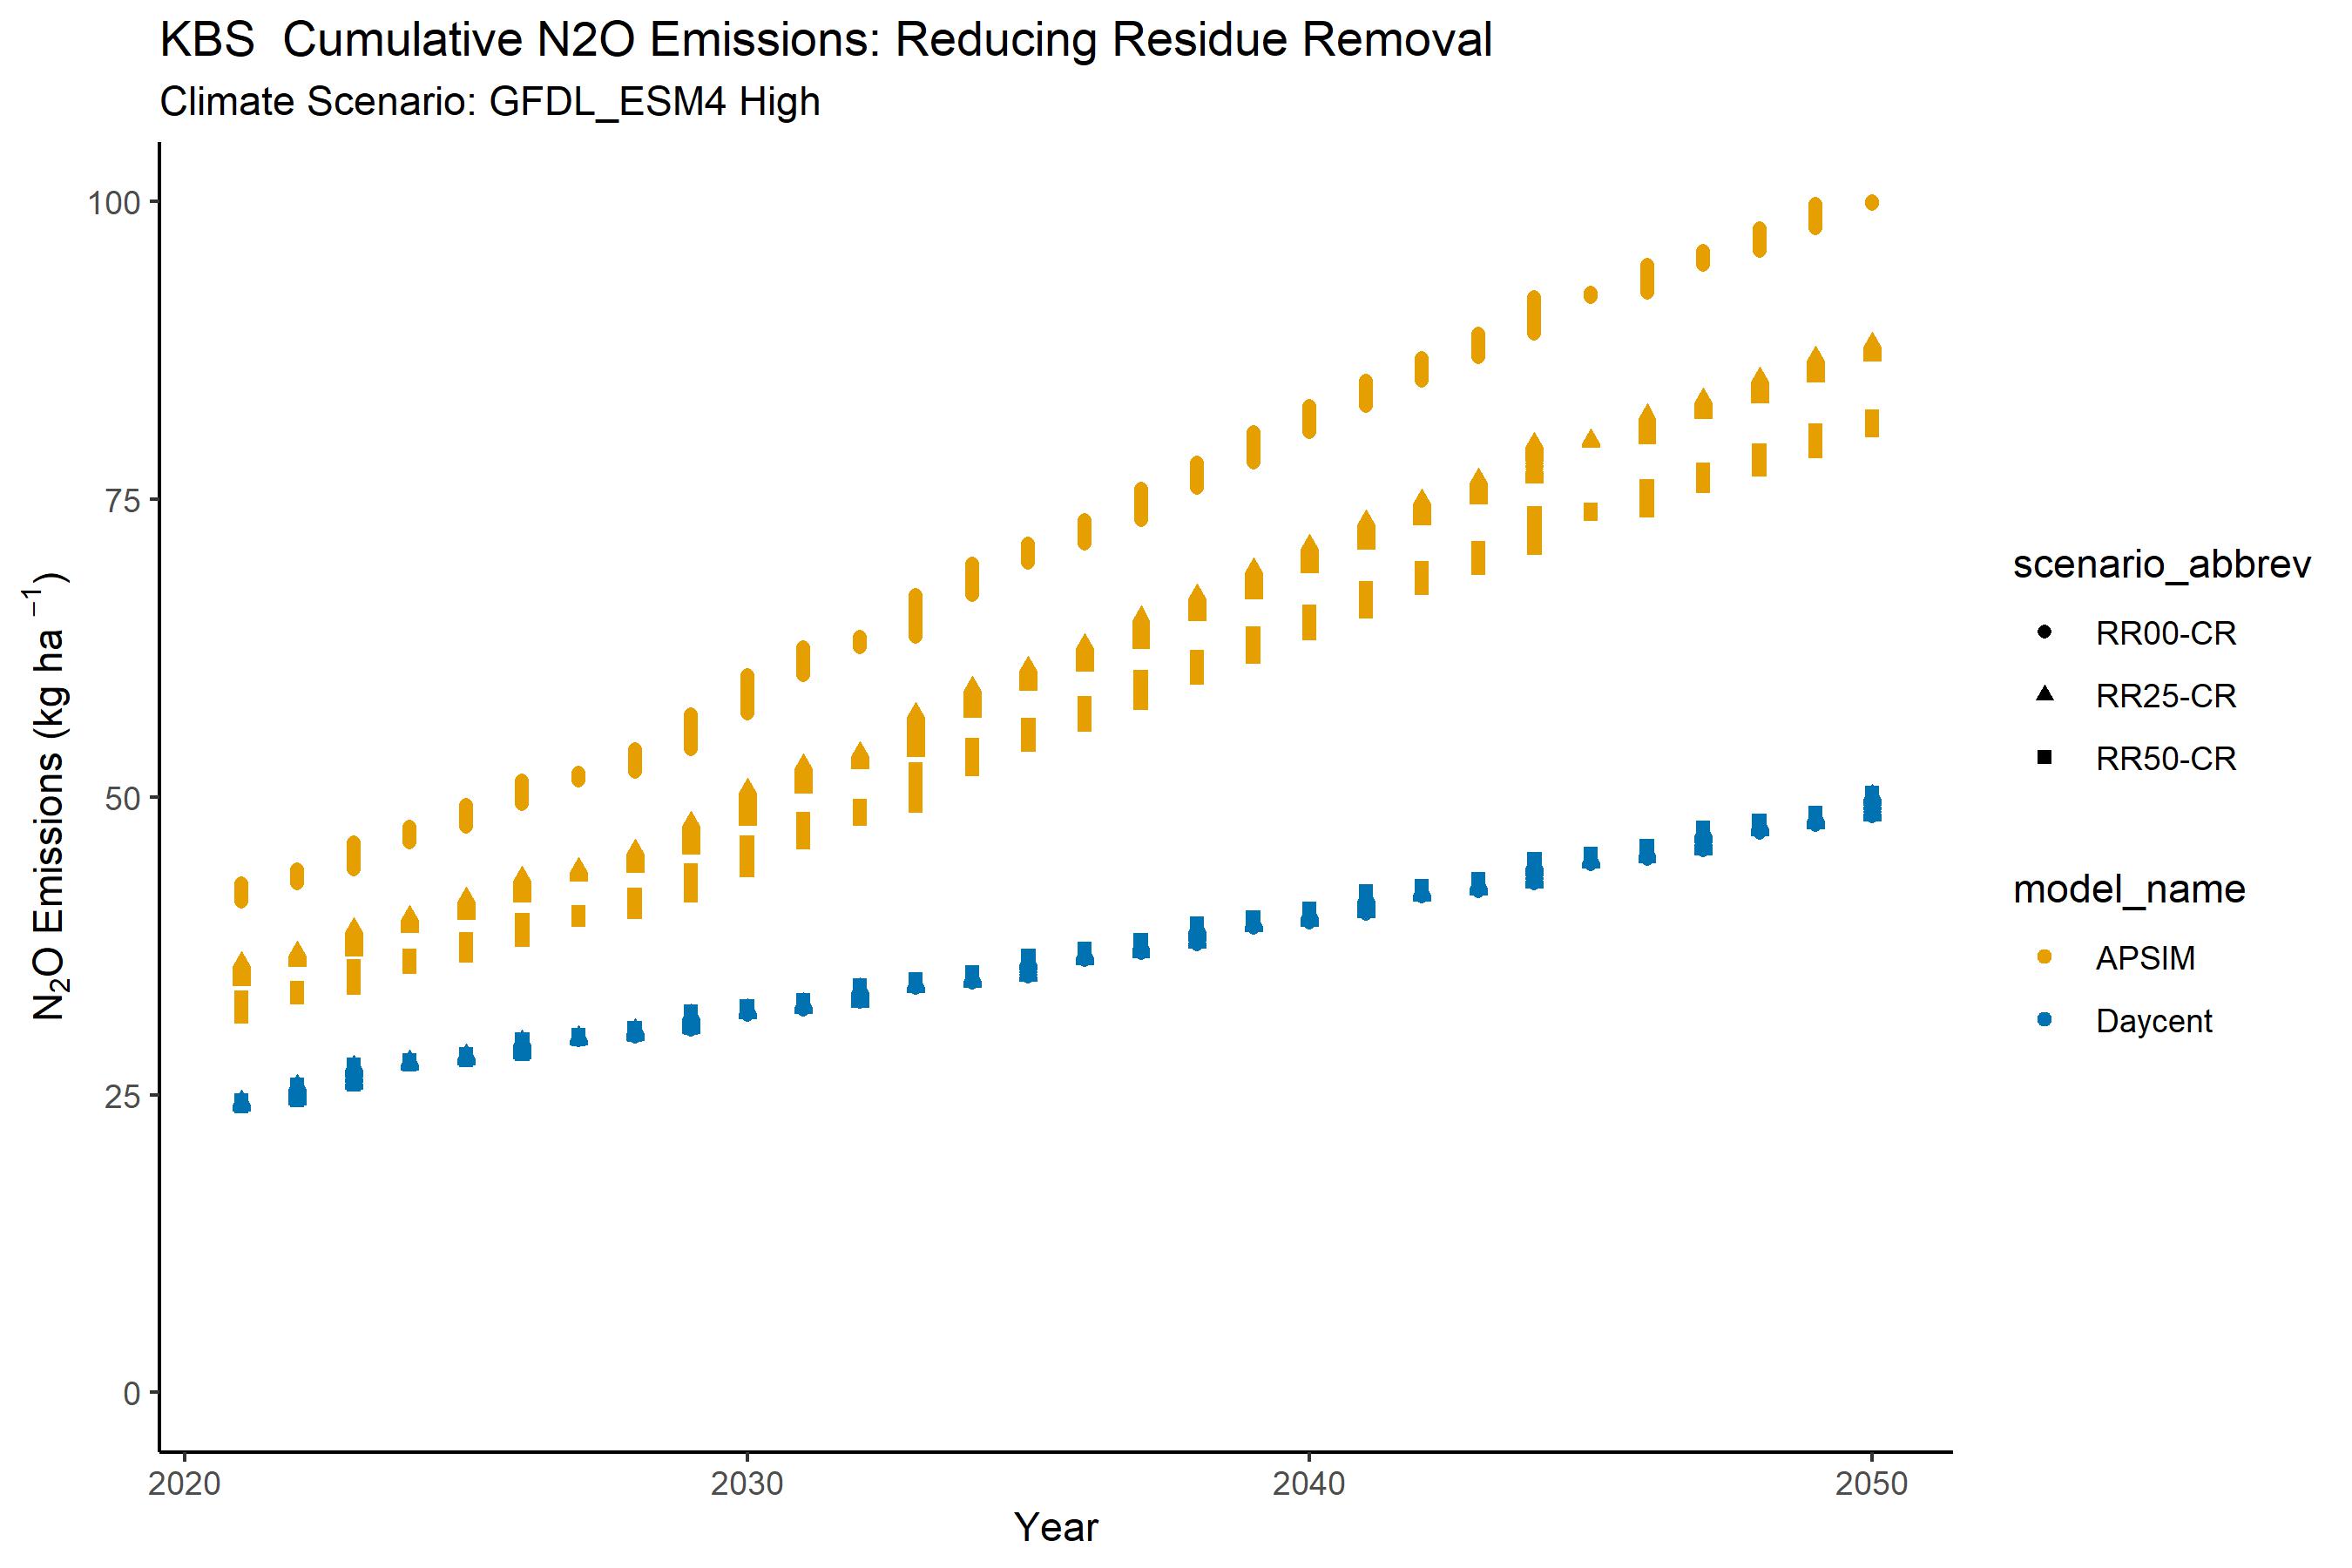 KBS  Cumulative N2O Emissions: Reducing Residue Removal
Climate Scenario: GFDL_ESM4 High
N₂O Emissions (kg ha ⁻¹)
100
75
50
25
0
2020 2030 2040 2050
Year
scenario_abbrev
RR00-CR
RR25-CR
RR50-CR
model_name
APSIM
Daycent